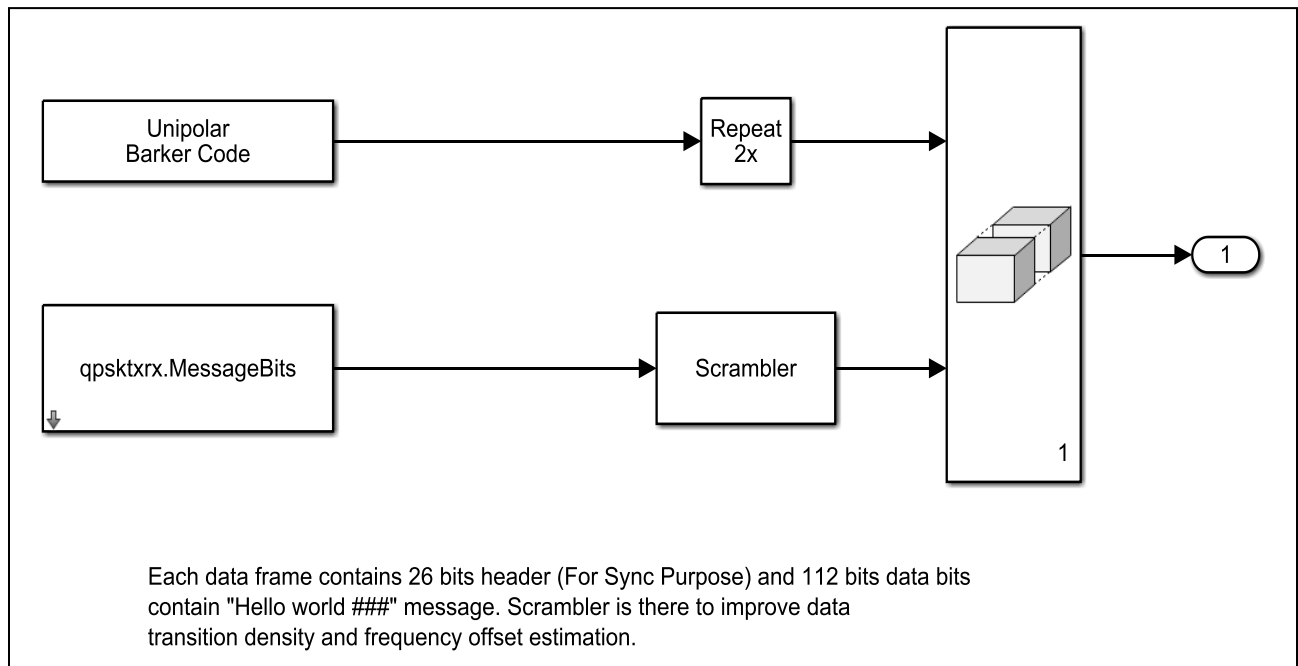 Unipolar
Barker Code
Repeat
2x
1
qpsktxrx.MessageBits
Scrambler
1
Each data frame contains 26 bits header (For Sync Purpose) and 112 bits data bits
contain "Hello world ###" message. Scrambler is there to improve data
transition density and frequency offset estimation.